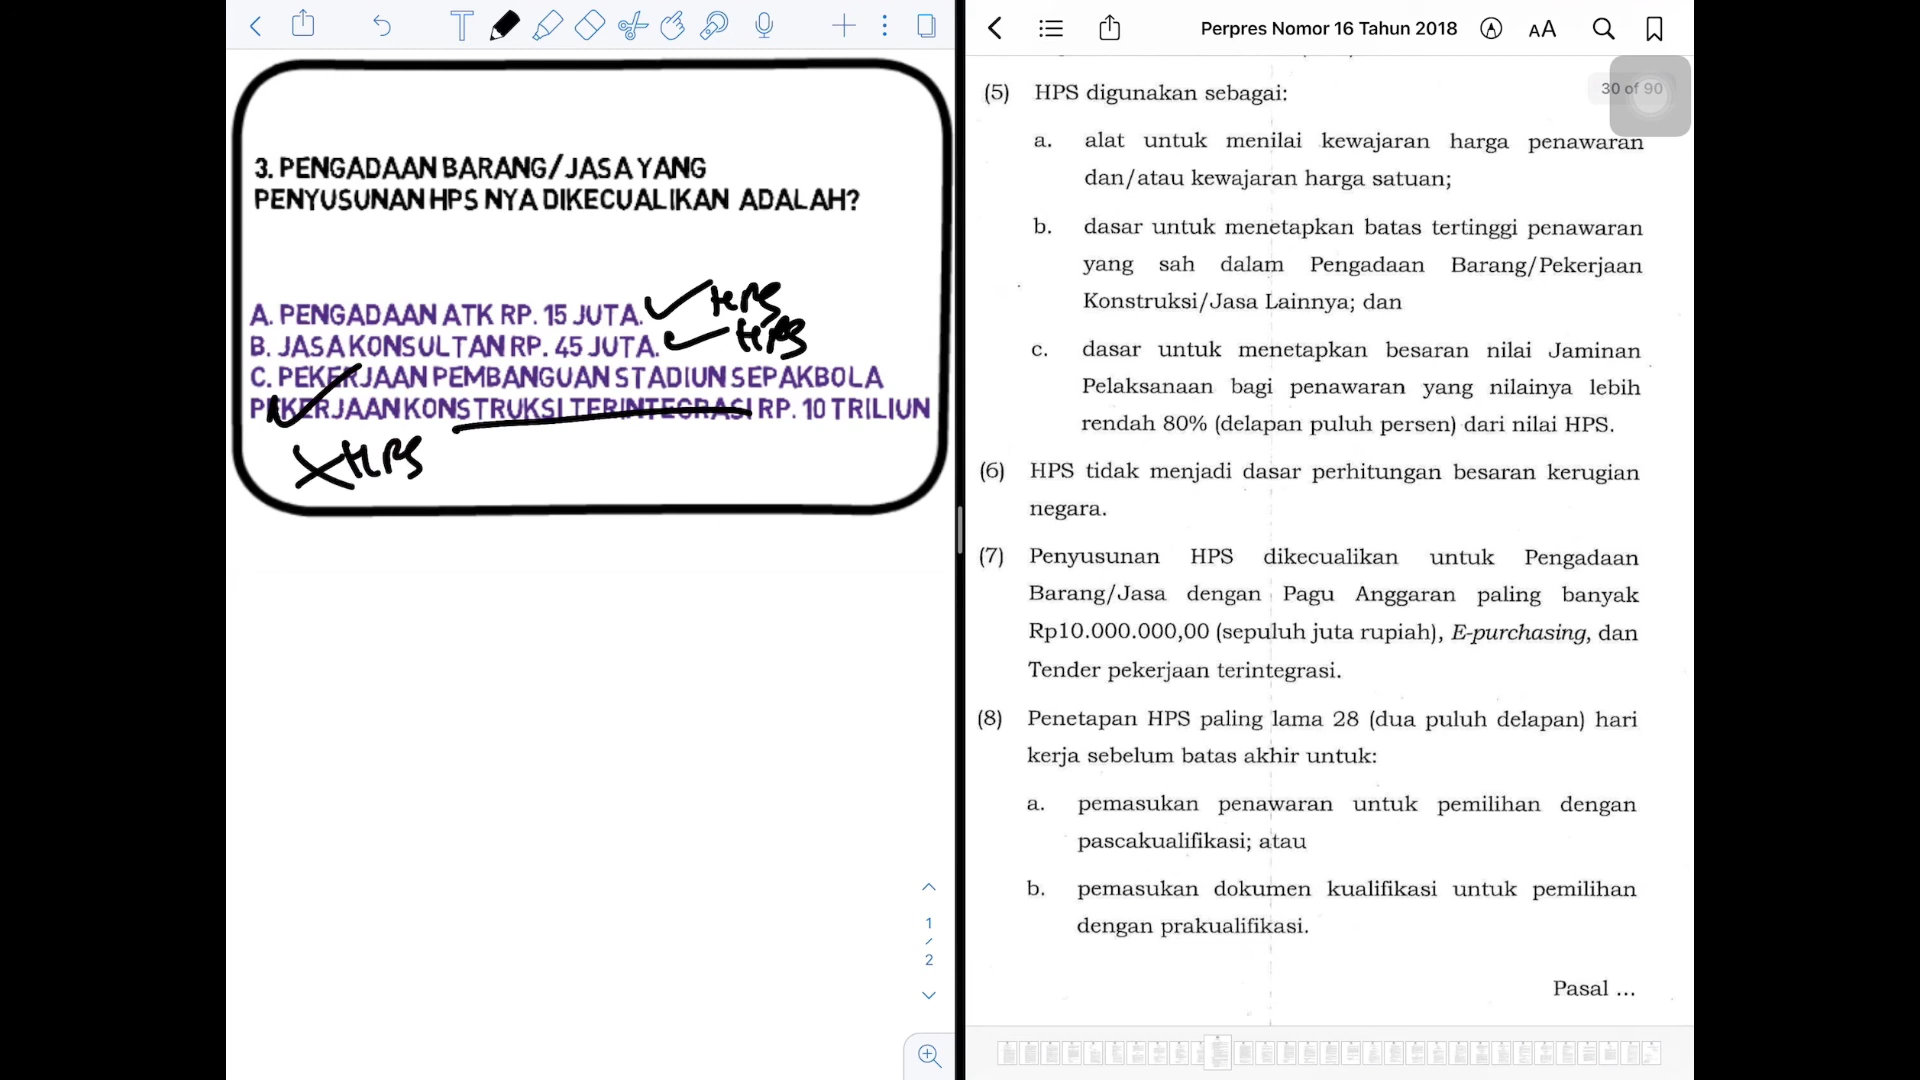 3. PENGADAAN BARANG/JASA YANG
PENYUSUNAN HPS NYA DIKECUALIKAN ADALAH?
A. PENGADAAN ATK RP. 15 JUTA. HPS
B. JASA KONSULTAN RP. 45 JUTA. HPS
C. PEKERJAAN PEMBANGUAN STADIUN SEPAKBOLA
PEKERJAAN KONSTRUKSI TERINTEGRASI RP. 10 TRILIUN
HPS
1
/
2
Perpres Nomor 16 Tahun 2018
AA
30 of 90
(5) HPS digunakan sebagai:
a. alat untuk menilai kewajaran harga penawaran
dan/atau kewajaran harga satuan;
b. dasar untuk menetapkan batas tertinggi penawaran
yang sah dalam Pengadaan Barang/Pekerjaan
Konstruksi/Jasa Lainnya; dan
c. dasar untuk menetapkan besaran nilai Jaminan
Pelaksanaan bagi penawaran yang nilainya lebih
rendah 80% (delapan puluh persen) dari nilai HPS.
(6) HPS tidak menjadi dasar perhitungan besaran kerugian
negara.
(7) Penyusunan HPS dikecualikan untuk Pengadaan
Barang/Jasa dengan Pagu Anggaran paling banyak
Rp10.000.000,00 (sepuluh juta rupiah), E-purchasing, dan
Tender pekerjaan terintegrasi.
(8) Penetapan HPS paling lama 28 (dua puluh delapan) hari
kerja sebelum batas akhir untuk:
a. pemasukan penawaran untuk pemilihan dengan
pascakualifikasi; atau
b. pemasukan dokumen kualifikasi untuk pemilihan
dengan prakualifikasi.
Pasal ...